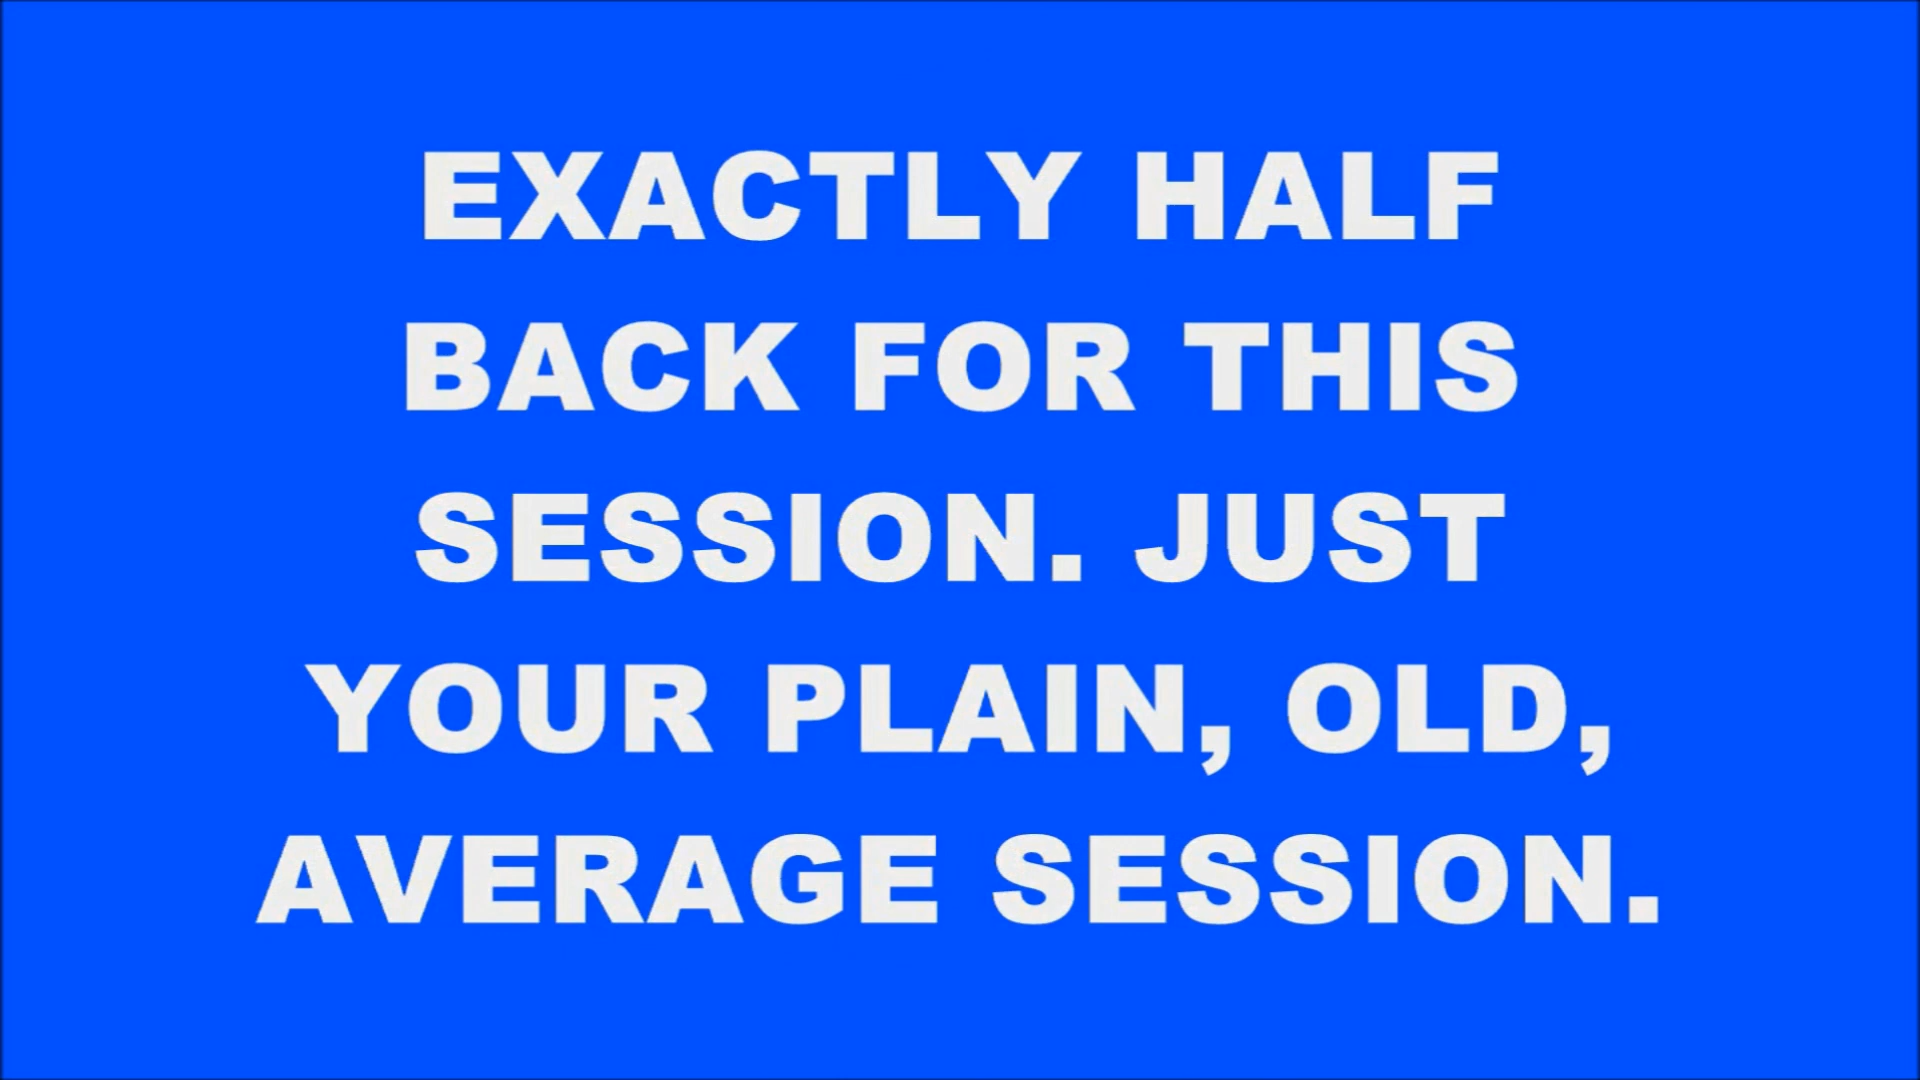 EXACTLY HALF
BACK FOR THIS
SESSION. JUST
YOUR PLAIN, OLD,
AVERAGE SESSION.